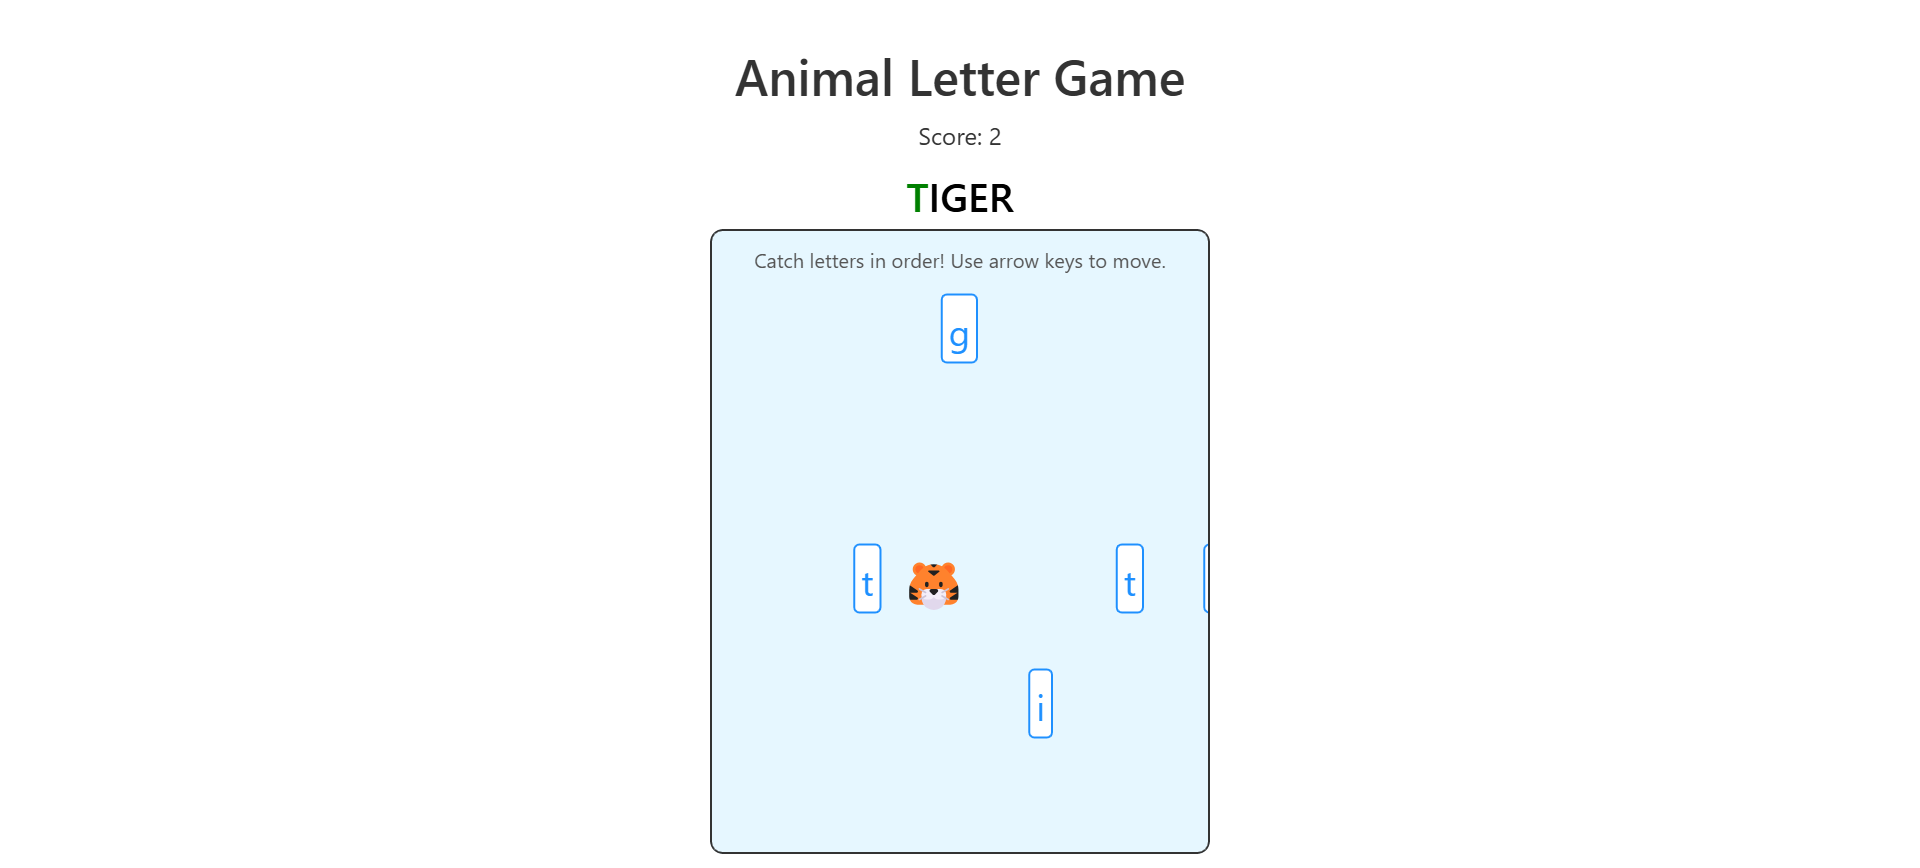 Animal Letter Game
Score: 2
TIGER
Catch letters in order! Use arrow keys to move.
g
t t
i